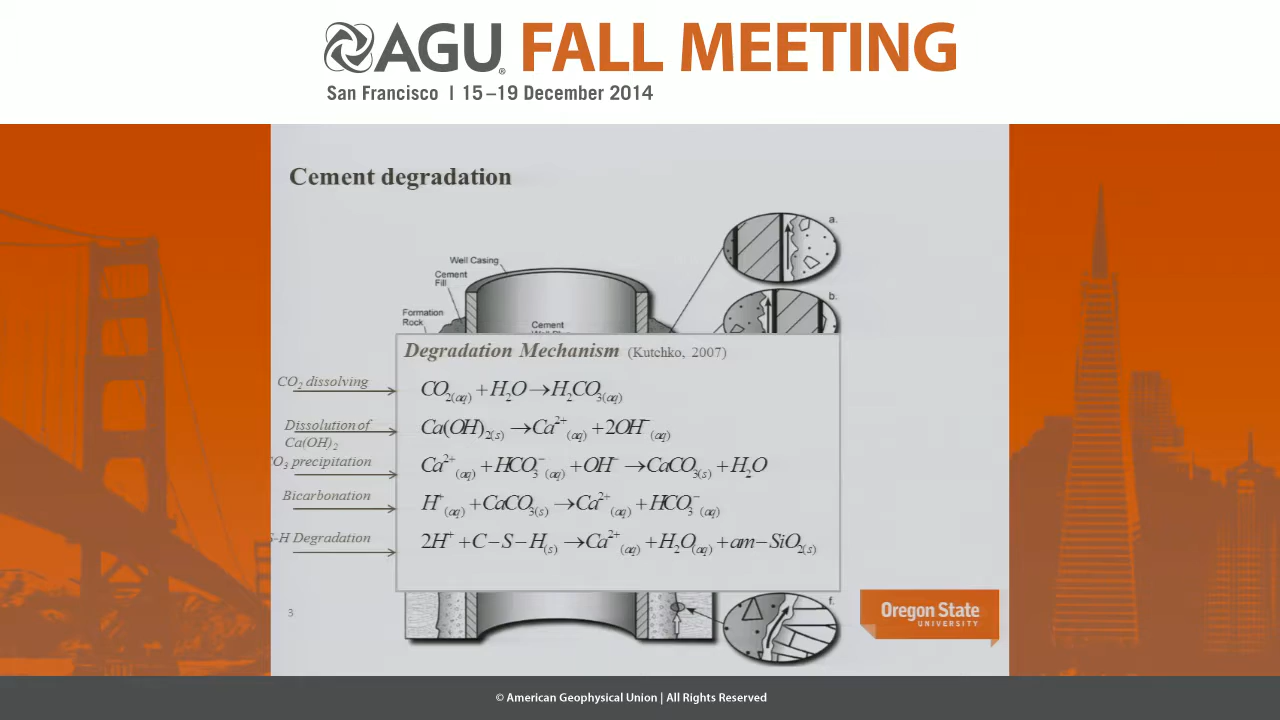 AGU FALL MEETING
San Francisco | 15–19 December 2014
Cement degradation
a.
Well Casing
Cement
Fill
b.
Formation
Rock
Cement
Degradation Mechanism (Kutchko, 2007)
CO₂ dissolving
CO₂₍aq₎ + H₂O → H₂CO₃₍aq₎
Dissolution of
Ca(OH)₂
Ca(OH)₂₍s₎ → Ca²⁺₍aq₎ + 2OH⁻₍aq₎
O₃ precipitation
Ca²⁺₍aq₎ + HCO₃⁻₍aq₎ + OH⁻ → CaCO₃₍s₎ + H₂O
Bicarbonation
H⁺₍aq₎ + CaCO₃₍s₎ → Ca²⁺₍aq₎ + HCO₃⁻₍aq₎
S-H Degradation
2H⁺ + C − S − H₍s₎ → Ca²⁺₍aq₎ + H₂O₍aq₎ + am − SiO₂₍s₎
f.
3
Oregon State
UNIVERSITY
© American Geophysical Union | All Rights Reserved